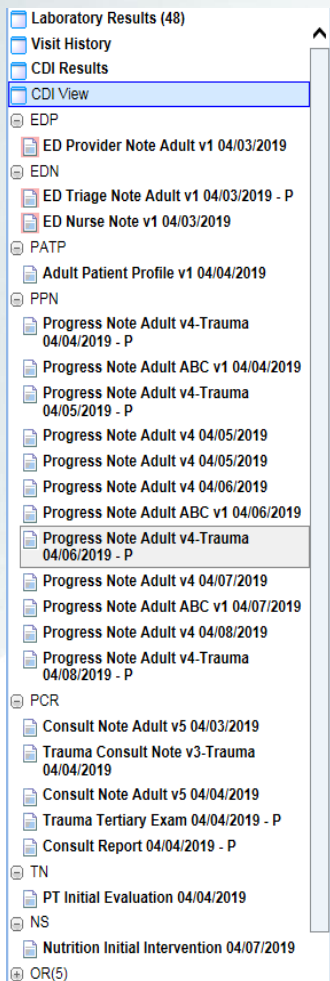 Laboratory Results (48)
Visit History
CDI Results
CDI View
EDP
ED Provider Note Adult v1 04/03/2019
EDN
ED Triage Note Adult v1 04/03/2019 - P
ED Nurse Note v1 04/03/2019
PATP
Adult Patient Profile v1 04/04/2019
PPN
Progress Note Adult v4-Trauma
04/04/2019 - P
Progress Note Adult ABC v1 04/04/2019
Progress Note Adult v4-Trauma
04/05/2019 - P
Progress Note Adult v4 04/05/2019
Progress Note Adult v4 04/05/2019
Progress Note Adult v4 04/06/2019
Progress Note Adult ABC v1 04/06/2019
Progress Note Adult v4-Trauma
04/06/2019 - P
Progress Note Adult v4 04/07/2019
Progress Note Adult ABC v1 04/07/2019
Progress Note Adult v4 04/08/2019
Progress Note Adult v4-Trauma
04/08/2019 - P
PCR
Consult Note Adult v5 04/03/2019
Trauma Consult Note v3-Trauma
04/04/2019
Consult Note Adult v5 04/04/2019
Trauma Tertiary Exam 04/04/2019 - P
Consult Report 04/04/2019 - P
TN
PT Initial Evaluation 04/04/2019
NS
Nutrition Initial Intervention 04/07/2019
OR(5)